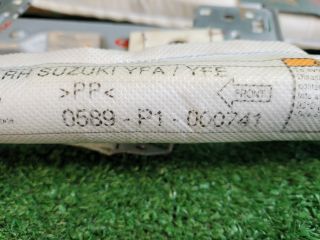 RH SUZUKI YFA / YFE
>PP<
FRONT
0589 - P1 - 000741